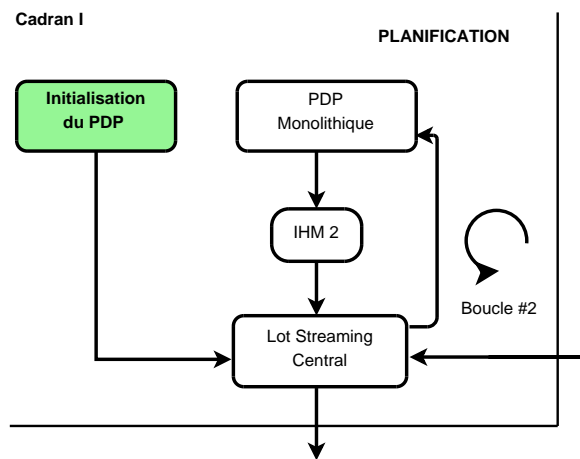 Cadran I
PLANIFICATION
Initialisation
du PDP
PDP
Monolithique
IHM 2
Boucle #2
Lot Streaming
Central